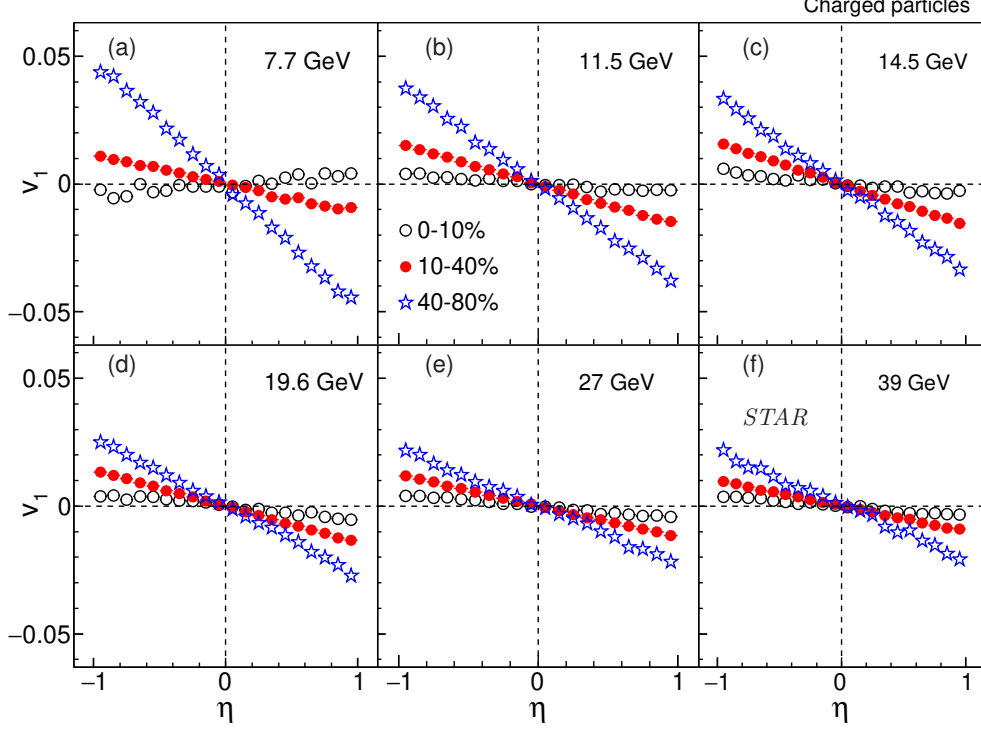 Charged particles
(a) 7.7 GeV
(b) 11.5 GeV
(c) 14.5 GeV
0.05
0
−0.05
v1
0-10%
10-40%
40-80%
(d) 19.6 GeV
(e) 27 GeV
(f) 39 GeV
STAR
0.05
0
−0.05
v1
−1 0 1
−1 0 1
−1 0 1
η
η
η